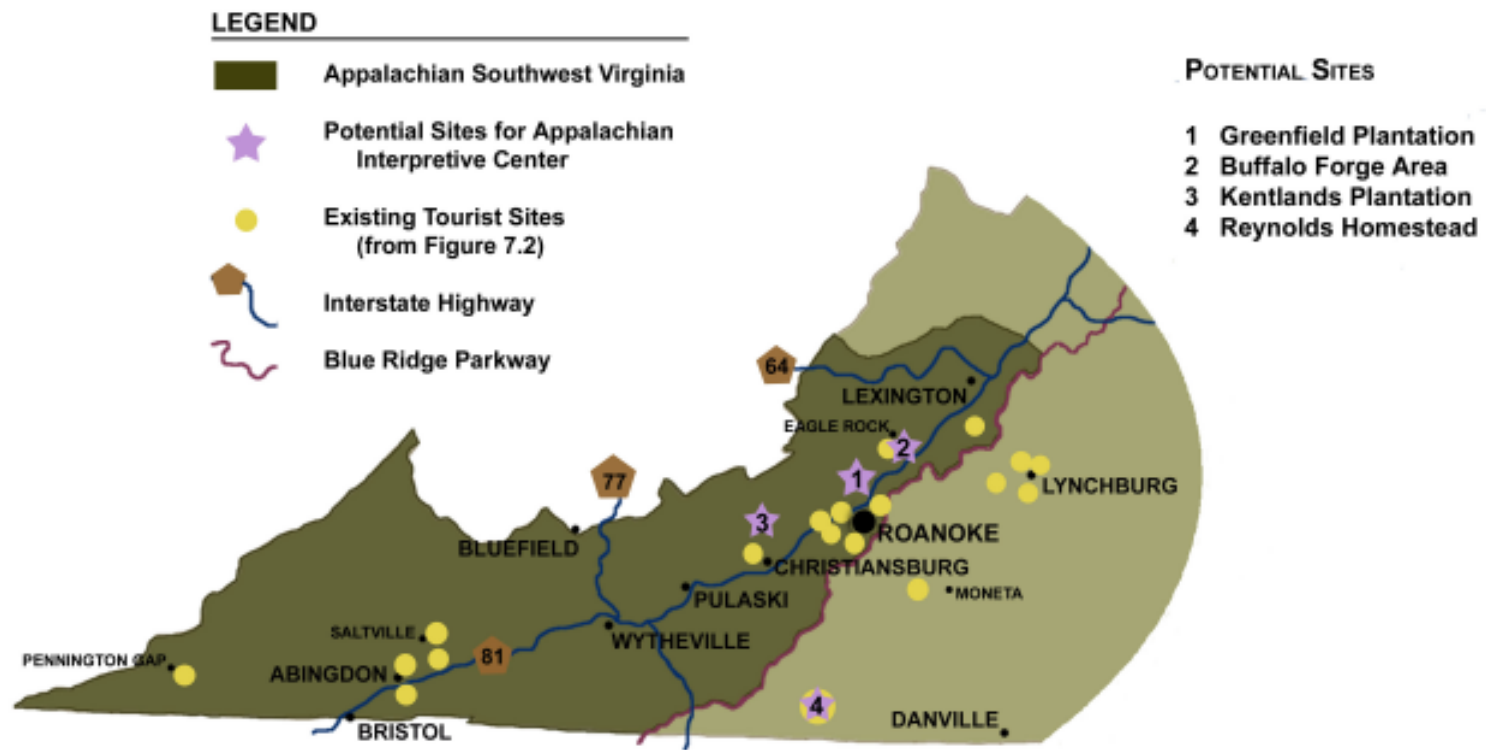 LEGEND
Appalachian Southwest Virginia
Potential Sites for Appalachian
Interpretive Center
Existing Tourist Sites
(from Figure 7.2)
Interstate Highway
Blue Ridge Parkway
POTENTIAL SITES
1 Greenfield Plantation
2 Buffalo Forge Area
3 Kentlands Plantation
4 Reynolds Homestead
64
LEXINGTON
EAGLE ROCK
2
77
1
LYNCHBURG
3
ROANOKE
BLUEFIELD
CHRISTIANSBURG
PULASKI
MONETA
SALTVILLE
WYTHEVILLE
81
PENNINGTON GAP
ABINGDON
4
DANVILLE
BRISTOL